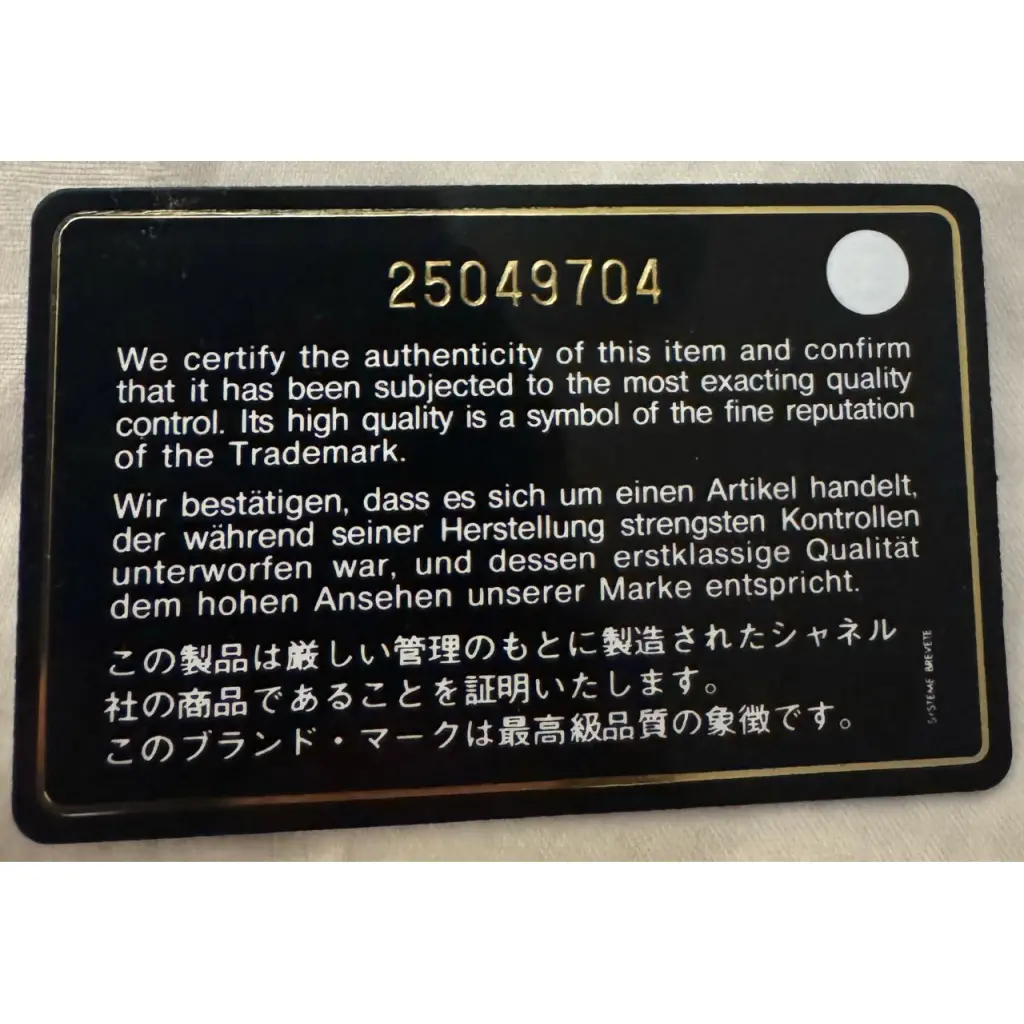 25049704
We certify the authenticity of this item and confirm
that it has been subjected to the most exacting quality
control. Its high quality is a symbol of the fine reputation
of the Trademark.
Wir bestätigen, dass es sich um einen Artikel handelt,
der während seiner Herstellung strengsten Kontrollen
unterworfen war, und dessen erstklassige Qualität
dem hohen Ansehen unserer Marke entspricht.
この製品は厳しい管理のもとに製造されたシャネル
社の商品であることを証明いたします。
このブランド・マークは最高級品質の象徴です。
SYSTEME BREVETE